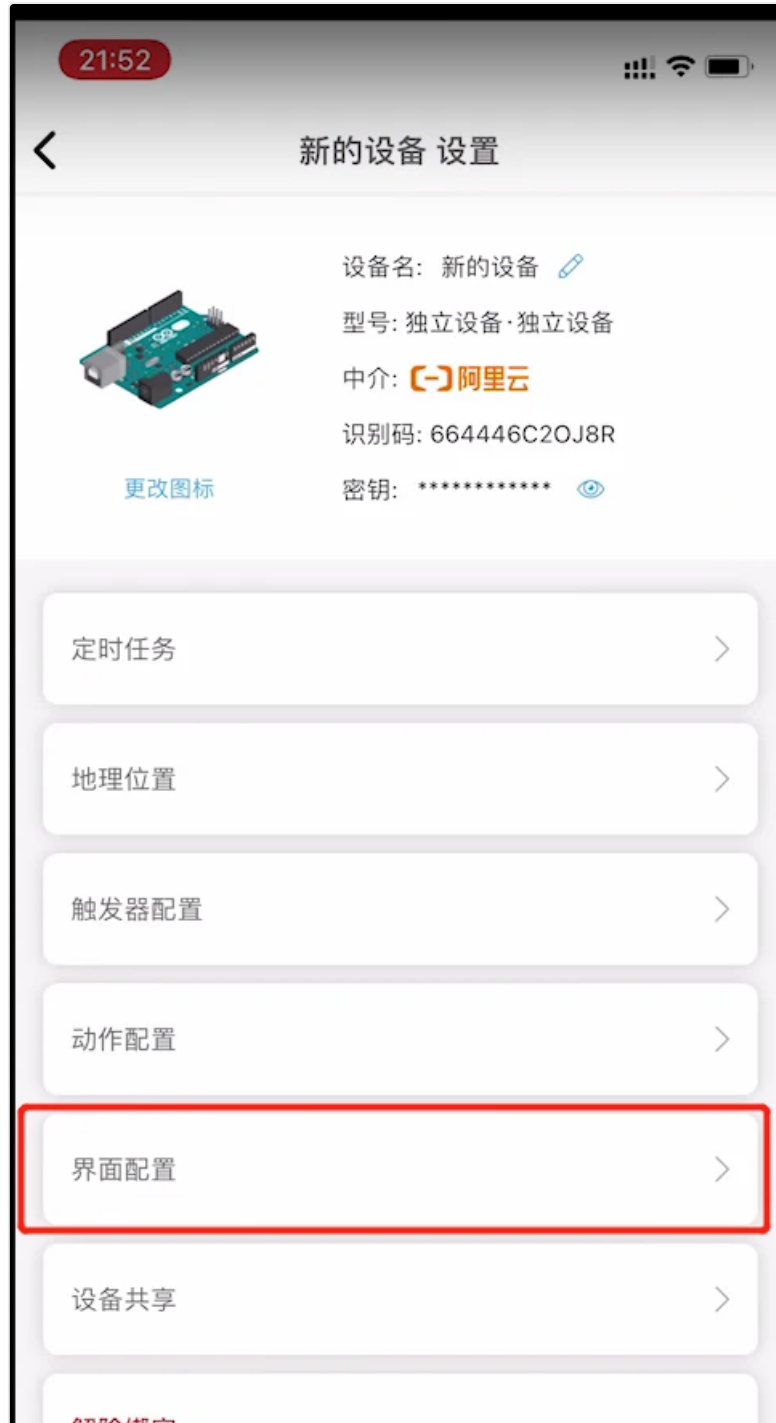 21:52
新的设备 设置
设备名: 新的设备
型号: 独立设备·独立设备
中介: 阿里云
识别码: 664446C2OJ8R
密钥: ************
更改图标
定时任务
地理位置
触发器配置
动作配置
界面配置
设备共享